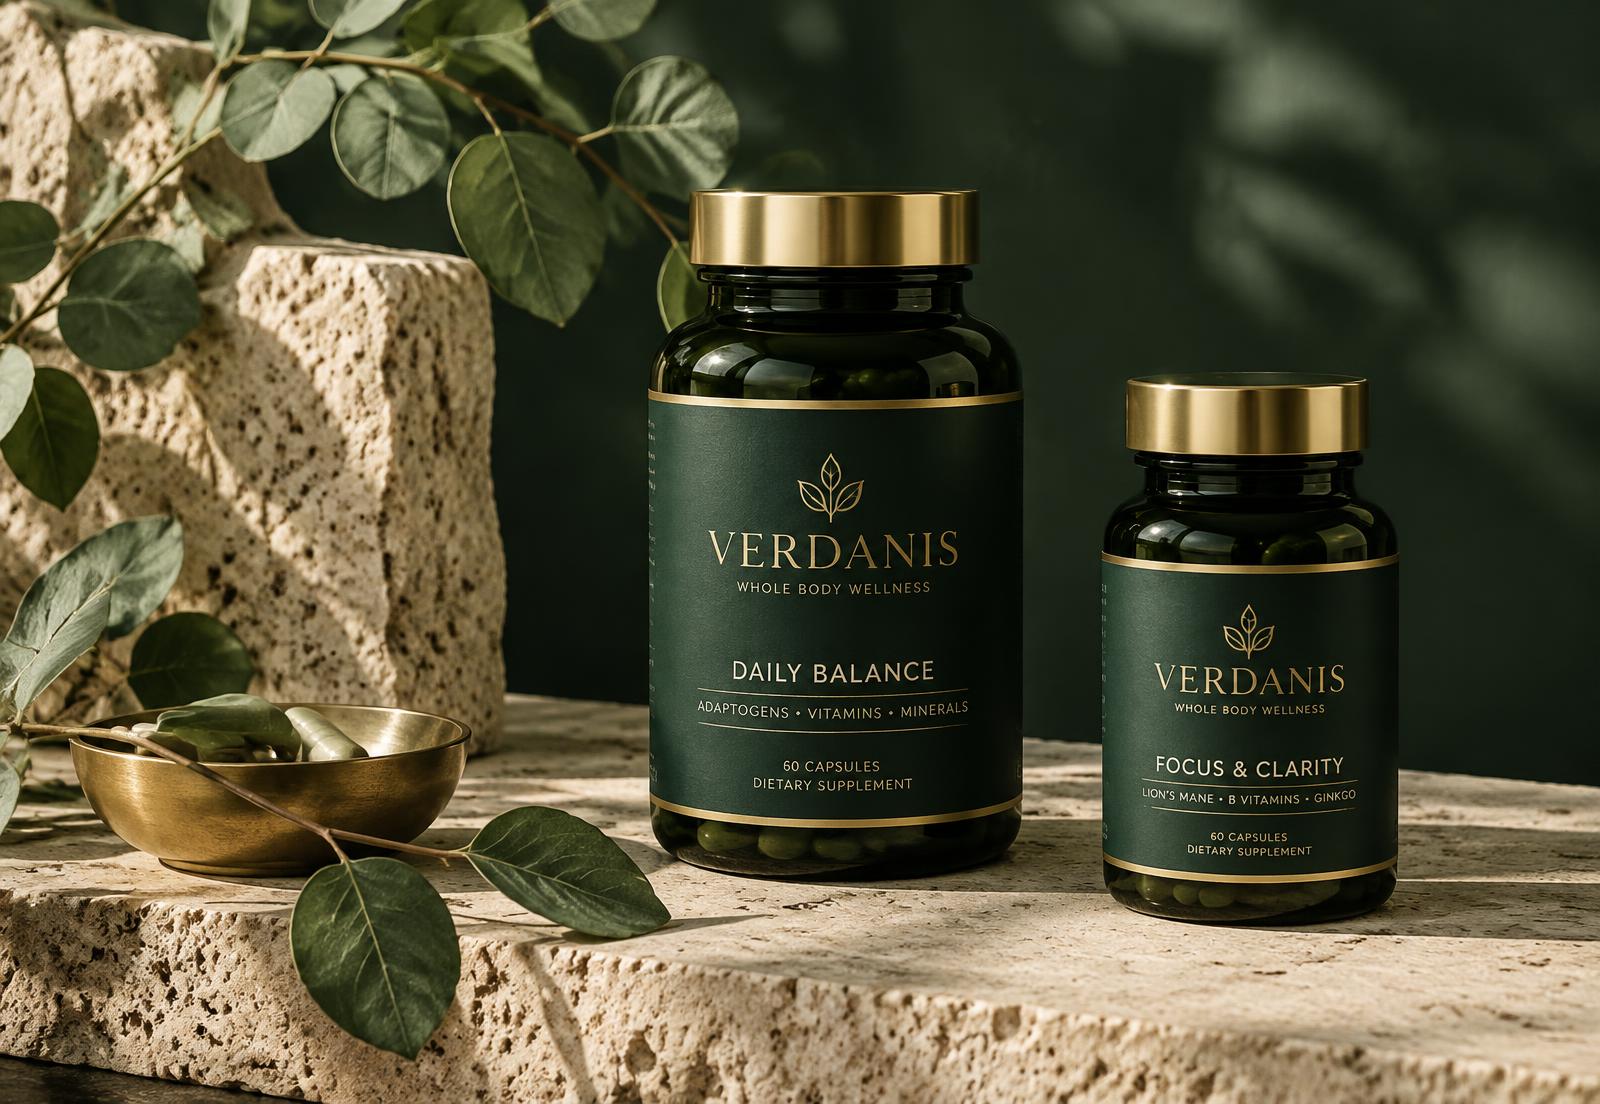 VERDANIS
WHOLE BODY WELLNESS
DAILY BALANCE
ADAPTOGENS • VITAMINS • MINERALS
60 CAPSULES
DIETARY SUPPLEMENT
VERDANIS
WHOLE BODY WELLNESS
FOCUS & CLARITY
LION'S MANE • B VITAMINS • GINKGO
60 CAPSULES
DIETARY SUPPLEMENT